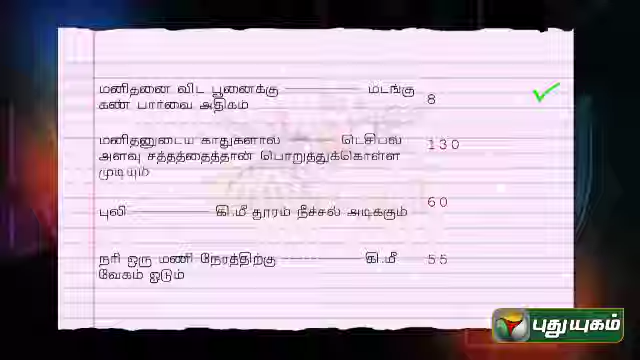 மனிதனை விட பூனைக்கு ---------------- மடங்கு
கண் பார்வை அதிகம்
8
மனிதனுடைய காதுகளால் ----------- டெசிபல்
அளவு சத்தத்தைத்தான் பொறுத்துக்கொள்ள
முடியும்
130
புலி ---------------- கி.மீ தூரம் நீச்சல் அடிக்கும்
60
நரி ஒரு மணி நேரத்திற்கு ---------------- கி.மீ
வேகம் ஓடும்
55
புதுயுகம்